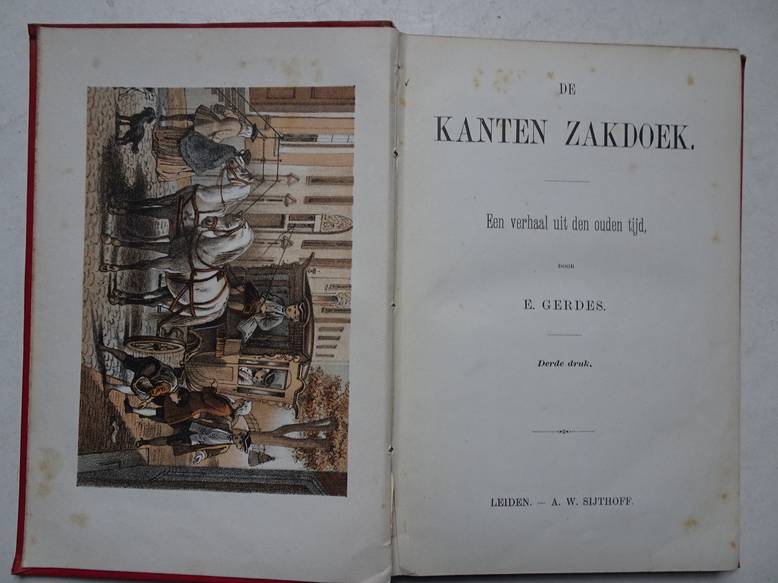 DE
KANTEN ZAKDOEK.
Een verhaal uit den ouden tijd,
DOOR
E. GERDES.
Derde druk.
LEIDEN. — A. W. SIJTHOFF.